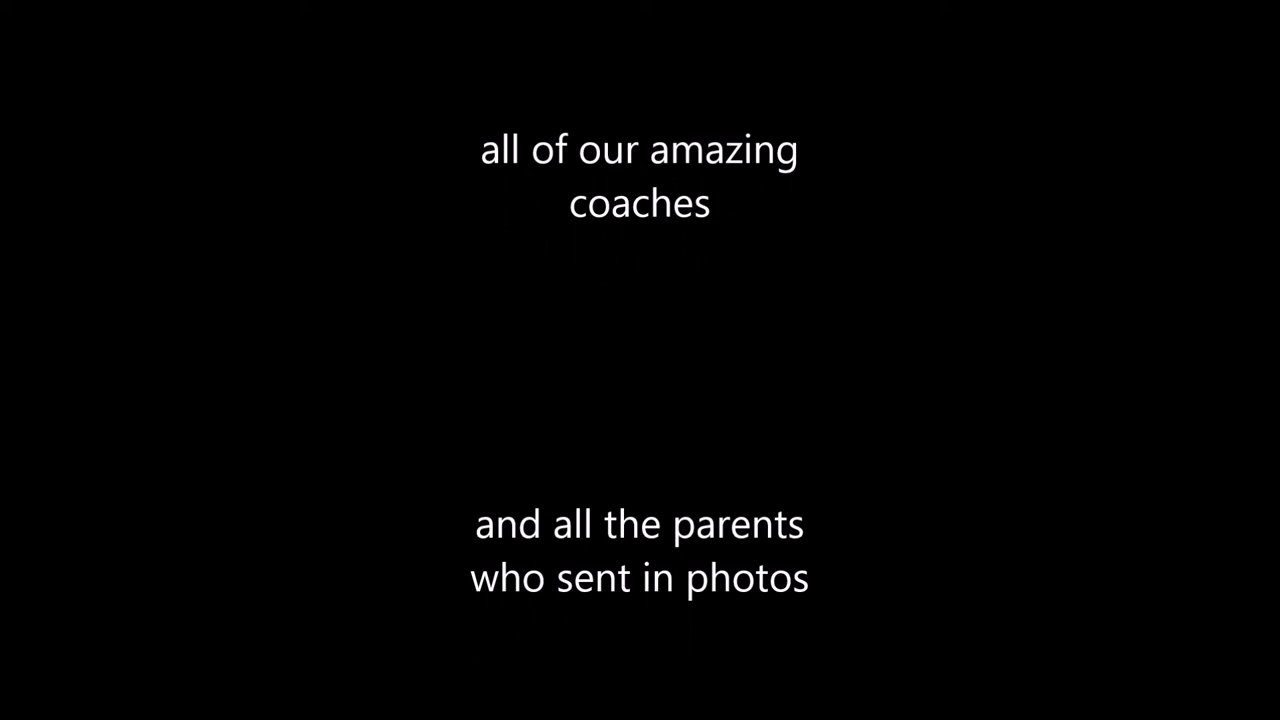 all of our amazing
coaches
and all the parents
who sent in photos